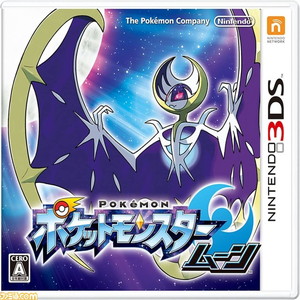 The Pokémon Company
Nintendo
NINTENDO
NETWORK
NINTENDO 3DS
POKÉMON
ポケットモンスター
ムーン
CERO
A